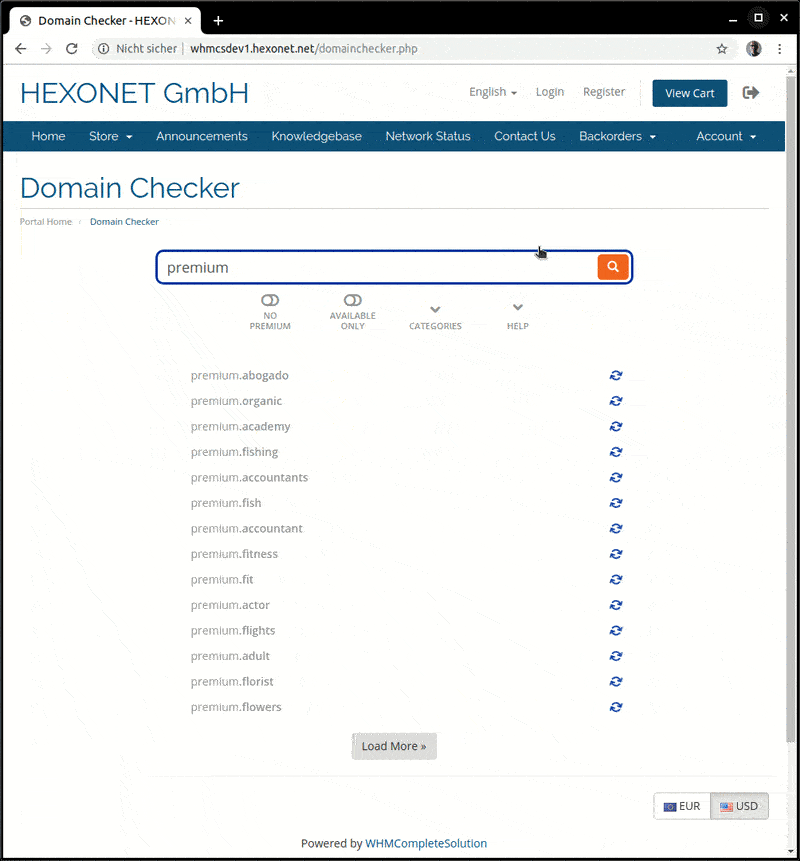 Domain Checker - HEXON
Nicht sicher | whmcsdev1.hexonet.net/domainchecker.php
HEXONET GmbH
English Login Register View Cart
Home Store Announcements Knowledgebase Network Status Contact Us Backorders Account
Domain Checker
Portal Home / Domain Checker
premium
NO PREMIUM
AVAILABLE ONLY
CATEGORIES
HELP
premium.abogado
premium.organic
premium.academy
premium.fishing
premium.accountants
premium.fish
premium.accountant
premium.fitness
premium.fit
premium.actor
premium.flights
premium.adult
premium.florist
premium.flowers
Load More »
EUR USD
Powered by WHMCompleteSolution